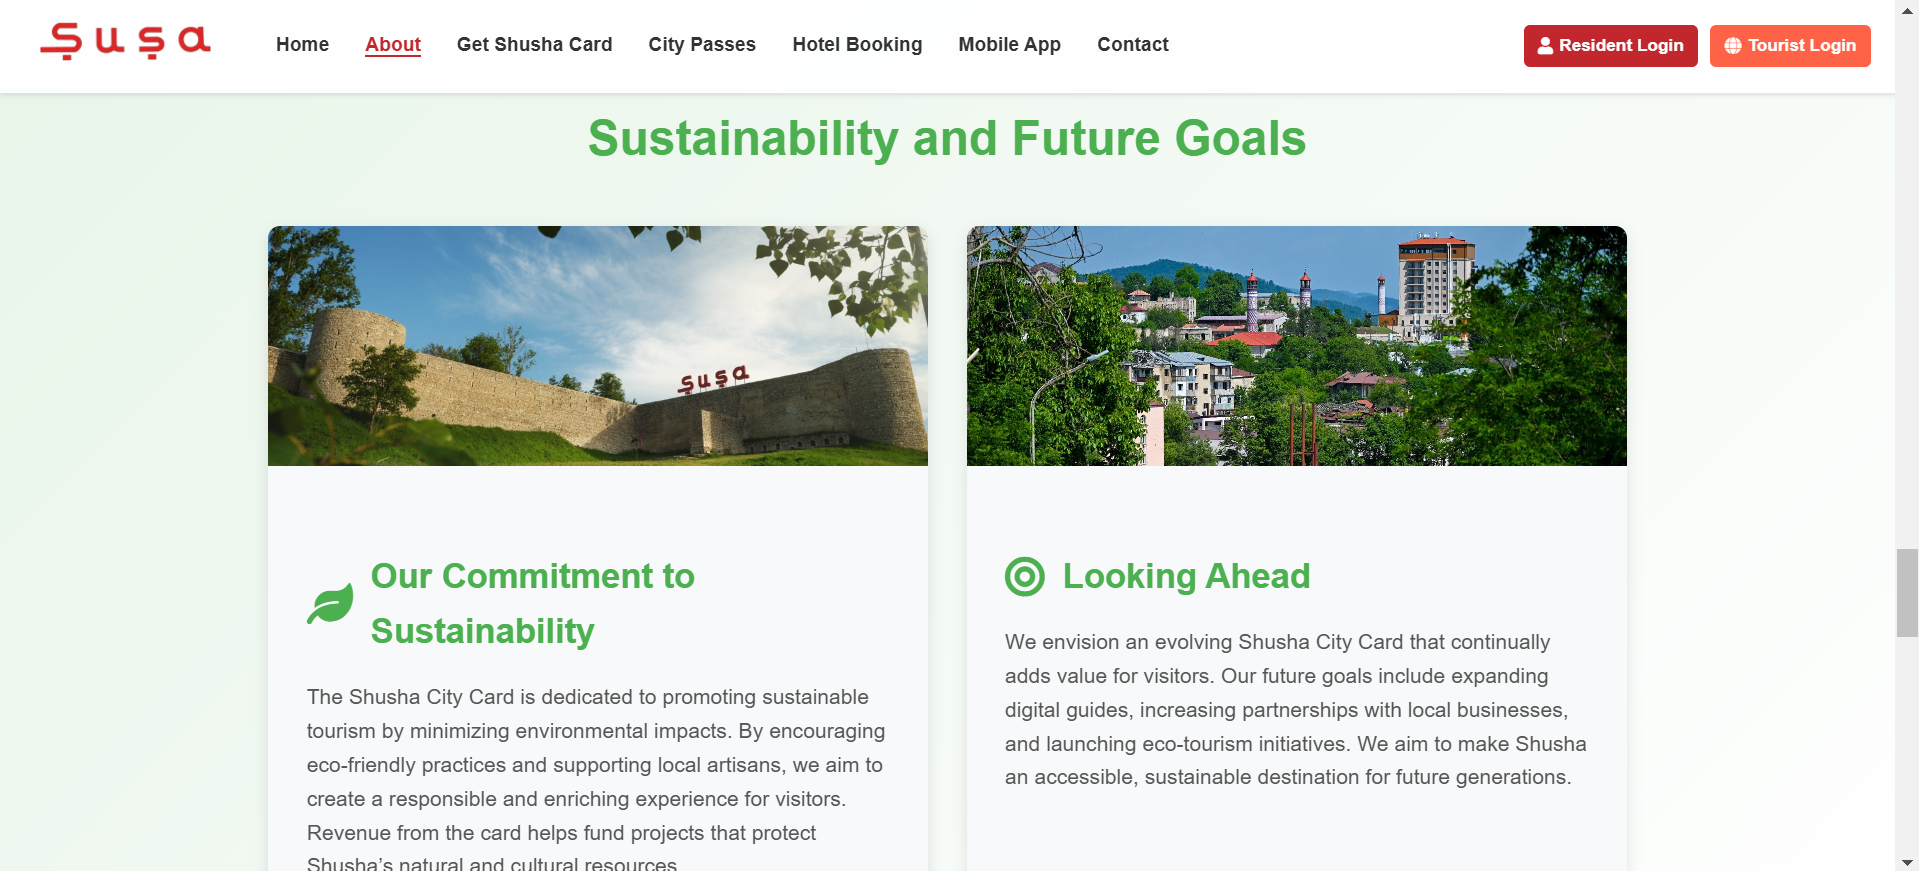 Şuşa
Home About Get Shusha Card City Passes Hotel Booking Mobile App Contact Resident Login Tourist Login
Sustainability and Future Goals
Şuşa
Our Commitment to
Sustainability
The Shusha City Card is dedicated to promoting sustainable
tourism by minimizing environmental impacts. By encouraging
eco-friendly practices and supporting local artisans, we aim to
create a responsible and enriching experience for visitors.
Revenue from the card helps fund projects that protect
Shusha’s natural and cultural resources.
Looking Ahead
We envision an evolving Shusha City Card that continually
adds value for visitors. Our future goals include expanding
digital guides, increasing partnerships with local businesses,
and launching eco-tourism initiatives. We aim to make Shusha
an accessible, sustainable destination for future generations.